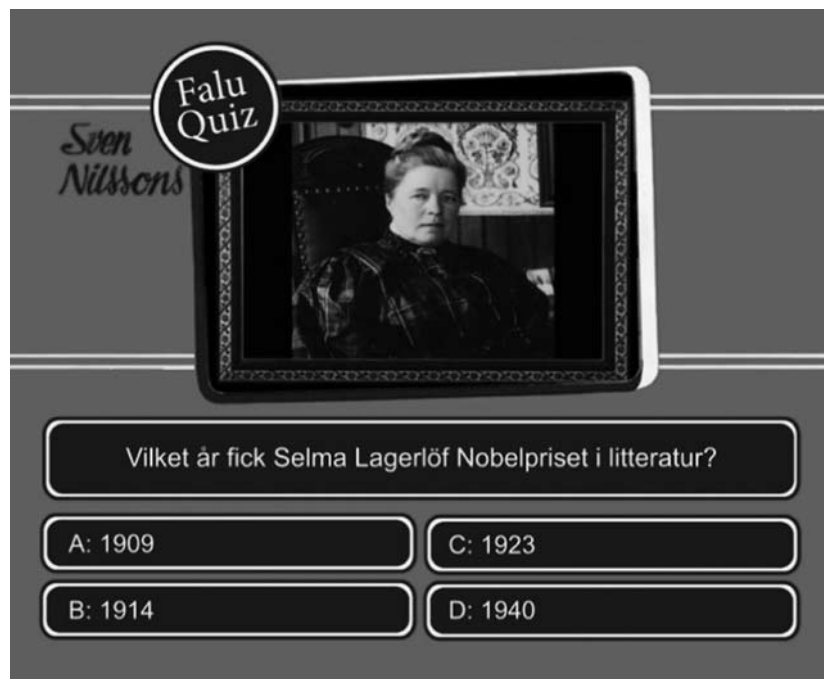 Falu
Quiz
Sven
Nilssons
Vilket år fick Selma Lagerlöf Nobelpriset i litteratur?
A: 1909
C: 1923
B: 1914
D: 1940